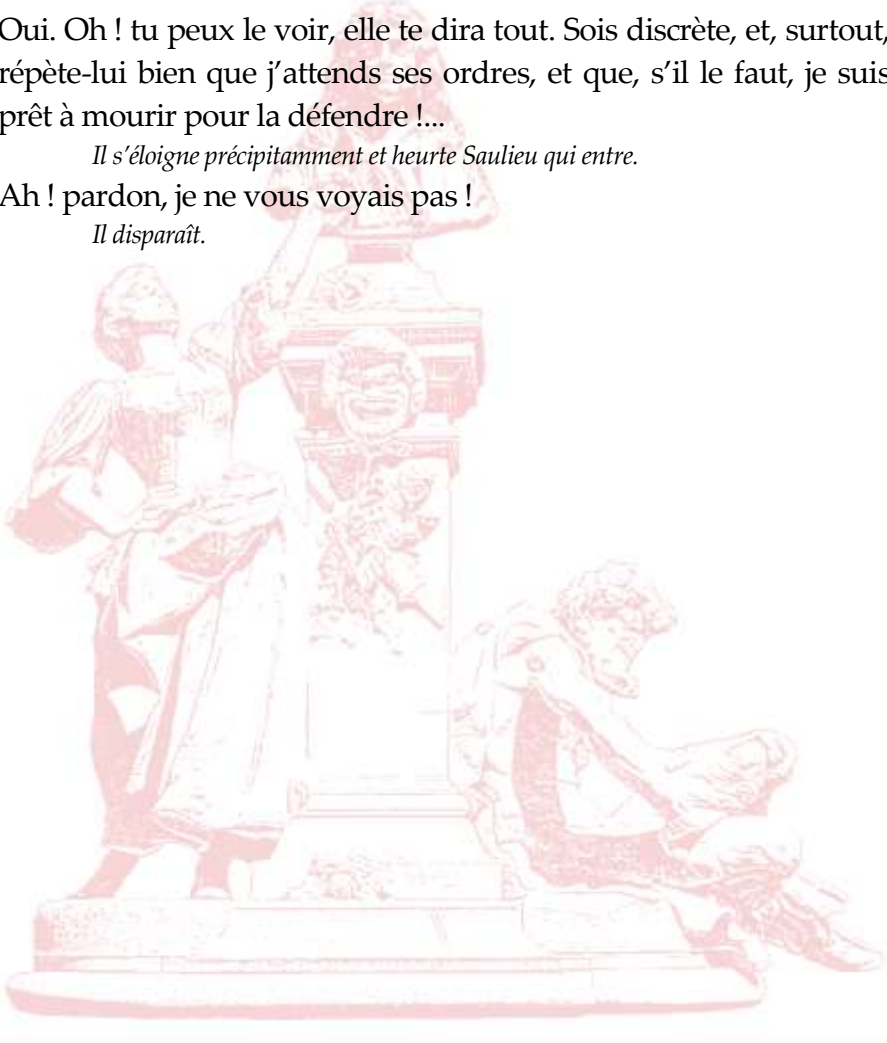 Oui. Oh ! tu peux le voir, elle te dira tout. Sois discrète, et, surtout,
répète-lui bien que j’attends ses ordres, et que, s’il le faut, je suis
prêt à mourir pour la défendre !...
Il s’éloigne précipitamment et heurte Saulieu qui entre.
Ah ! pardon, je ne vous voyais pas !
Il disparaît.